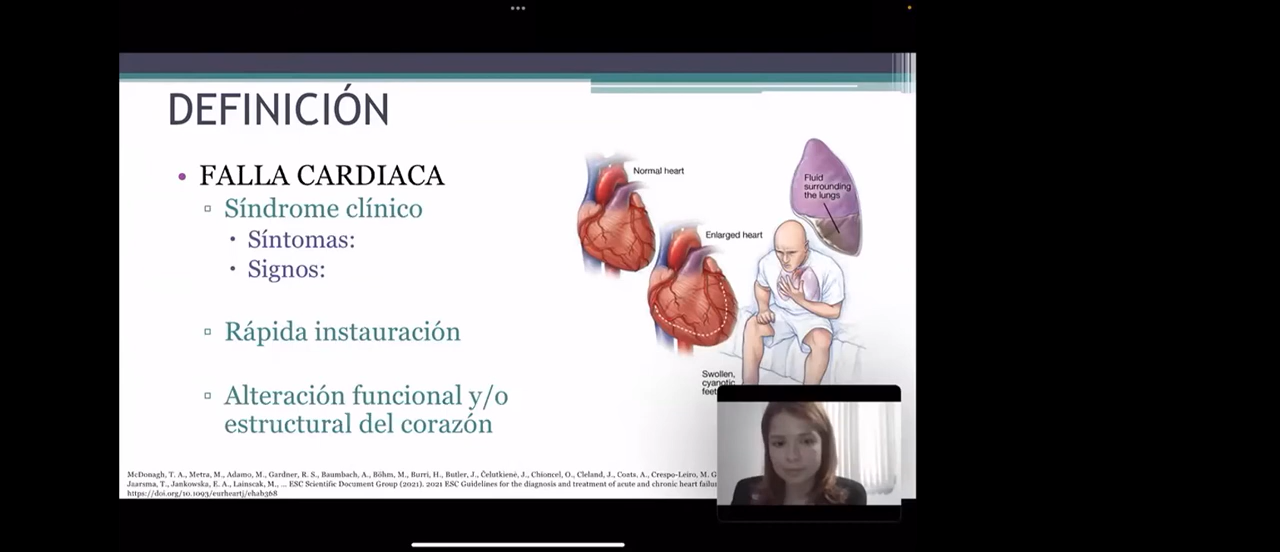 DEFINICIÓN
• FALLA CARDIACA
Síndrome clínico
• Síntomas:
• Signos:
Rápida instauración
Alteración funcional y/o
estructural del corazón
Normal heart
Enlarged heart
Fluid
surrounding
the lungs
Swollen,
cyanotic
feet
McDonagh, T. A., Metra, M., Adamo, M., Gardner, R. S., Baumbach, A., Böhm, M., Burri, H., Butler, J., Čelutkienė, J., Chioncel, O., Cleland, J., Coats, A., Crespo-Leiro, M. G
Jaarsma, T., Jankowska, E. A., Lainscak, M., ... ESC Scientific Document Group (2021). 2021 ESC Guidelines for the diagnosis and treatment of acute and chronic heart
https://doi.org/10.1093/eurheartj/ehab368